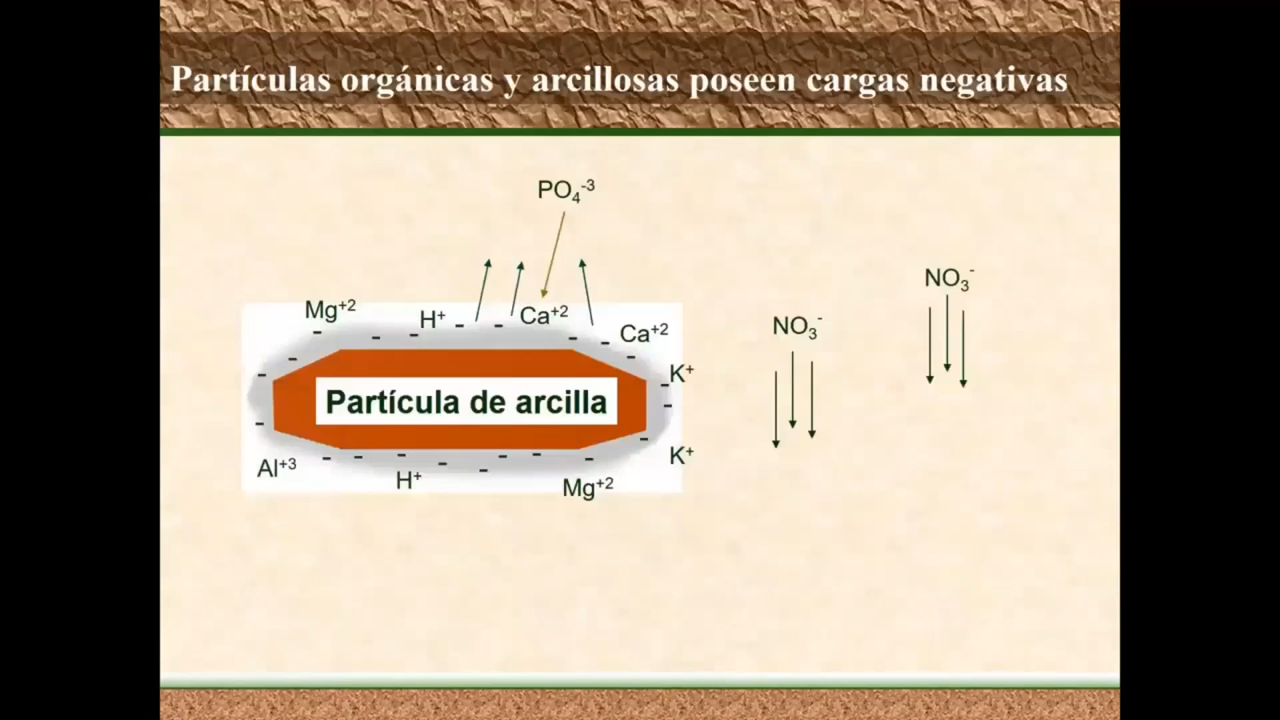 Partículas orgánicas y arcillosas poseen cargas negativas
PO₄⁻³
NO₃⁻
Mg⁺²
H⁺
Ca⁺²
NO₃⁻
Ca⁺²
K⁺
Partícula de arcilla
K⁺
Al⁺³
H⁺
Mg⁺²